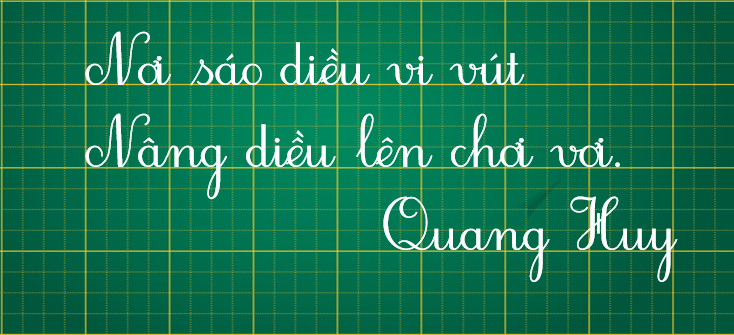 Nơi sáo diều vi vút
Nâng diều lên chơi vơi.
Quang Huy